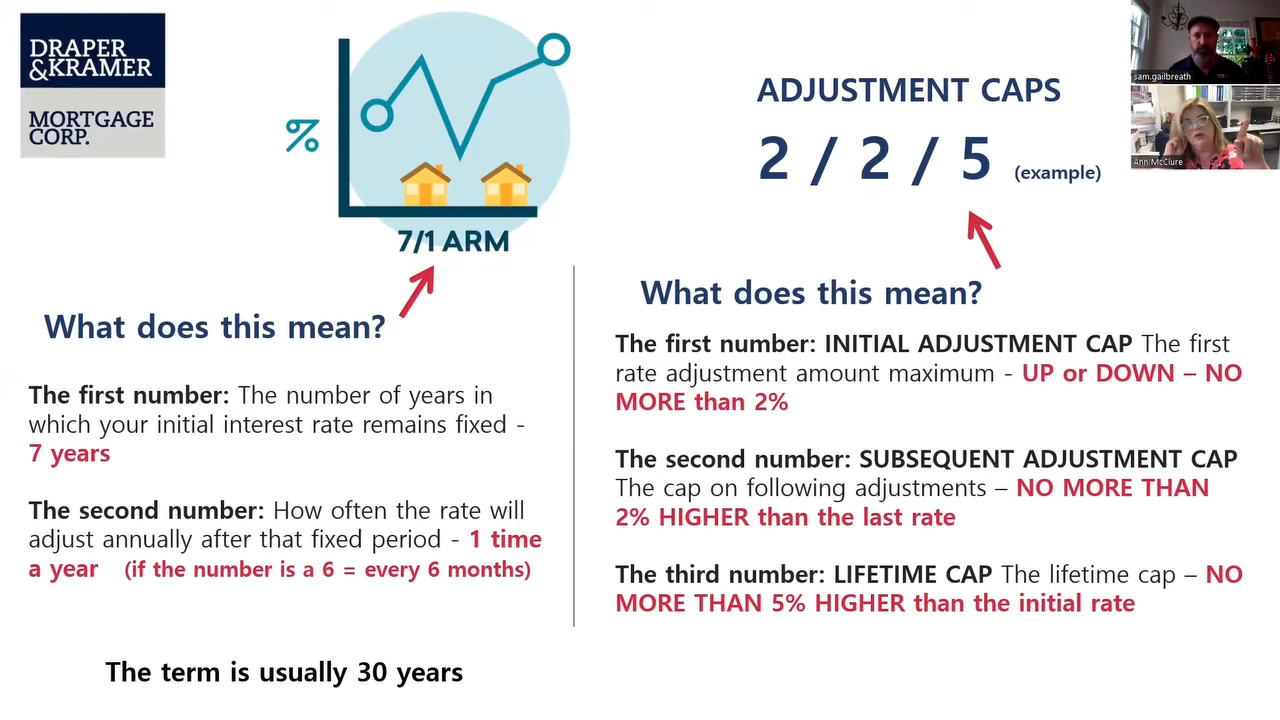 DRAPER
&KRAMER
MORTGAGE
CORP.
%
7/1 ARM
What does this mean?
The first number: The number of years in
which your initial interest rate remains fixed -
7 years
The second number: How often the rate will
adjust annually after that fixed period - 1 time
a year (if the number is a 6 = every 6 months)
The term is usually 30 years
ADJUSTMENT CAPS
2 / 2 / 5 (example)
What does this mean?
The first number: INITIAL ADJUSTMENT CAP The first
rate adjustment amount maximum - UP or DOWN – NO
MORE than 2%
The second number: SUBSEQUENT ADJUSTMENT CAP
The cap on following adjustments – NO MORE THAN
2% HIGHER than the last rate
The third number: LIFETIME CAP The lifetime cap – NO
MORE THAN 5% HIGHER than the initial rate
sam.gailbreath
Ann McClure